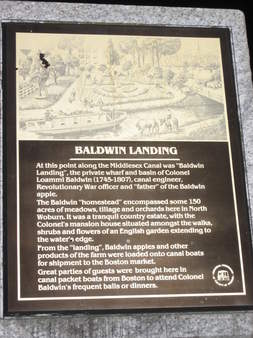 BALDWIN LANDING
At this point along the Middlesex Canal was "Baldwin
Landing", the private wharf and basin of Colonel
Loammi Baldwin (1745-1807), canal engineer,
Revolutionary War officer and "father" of the Baldwin
apple.
The Baldwin "homestead" encompassed some 150
acres of meadows, tillage and orchards here in North
Woburn. It was a tranquil country estate, with the
Colonel's mansion house situated amongst the walks,
shrubs and flowers of an English garden extending to
the water's edge.
From the "landing", Baldwin apples and other
products of the farm were loaded onto canal boats
for shipment to the Boston market.
Great parties of guests were brought here in
canal packet boats from Boston to attend Colonel
Baldwin's frequent balls or dinners.